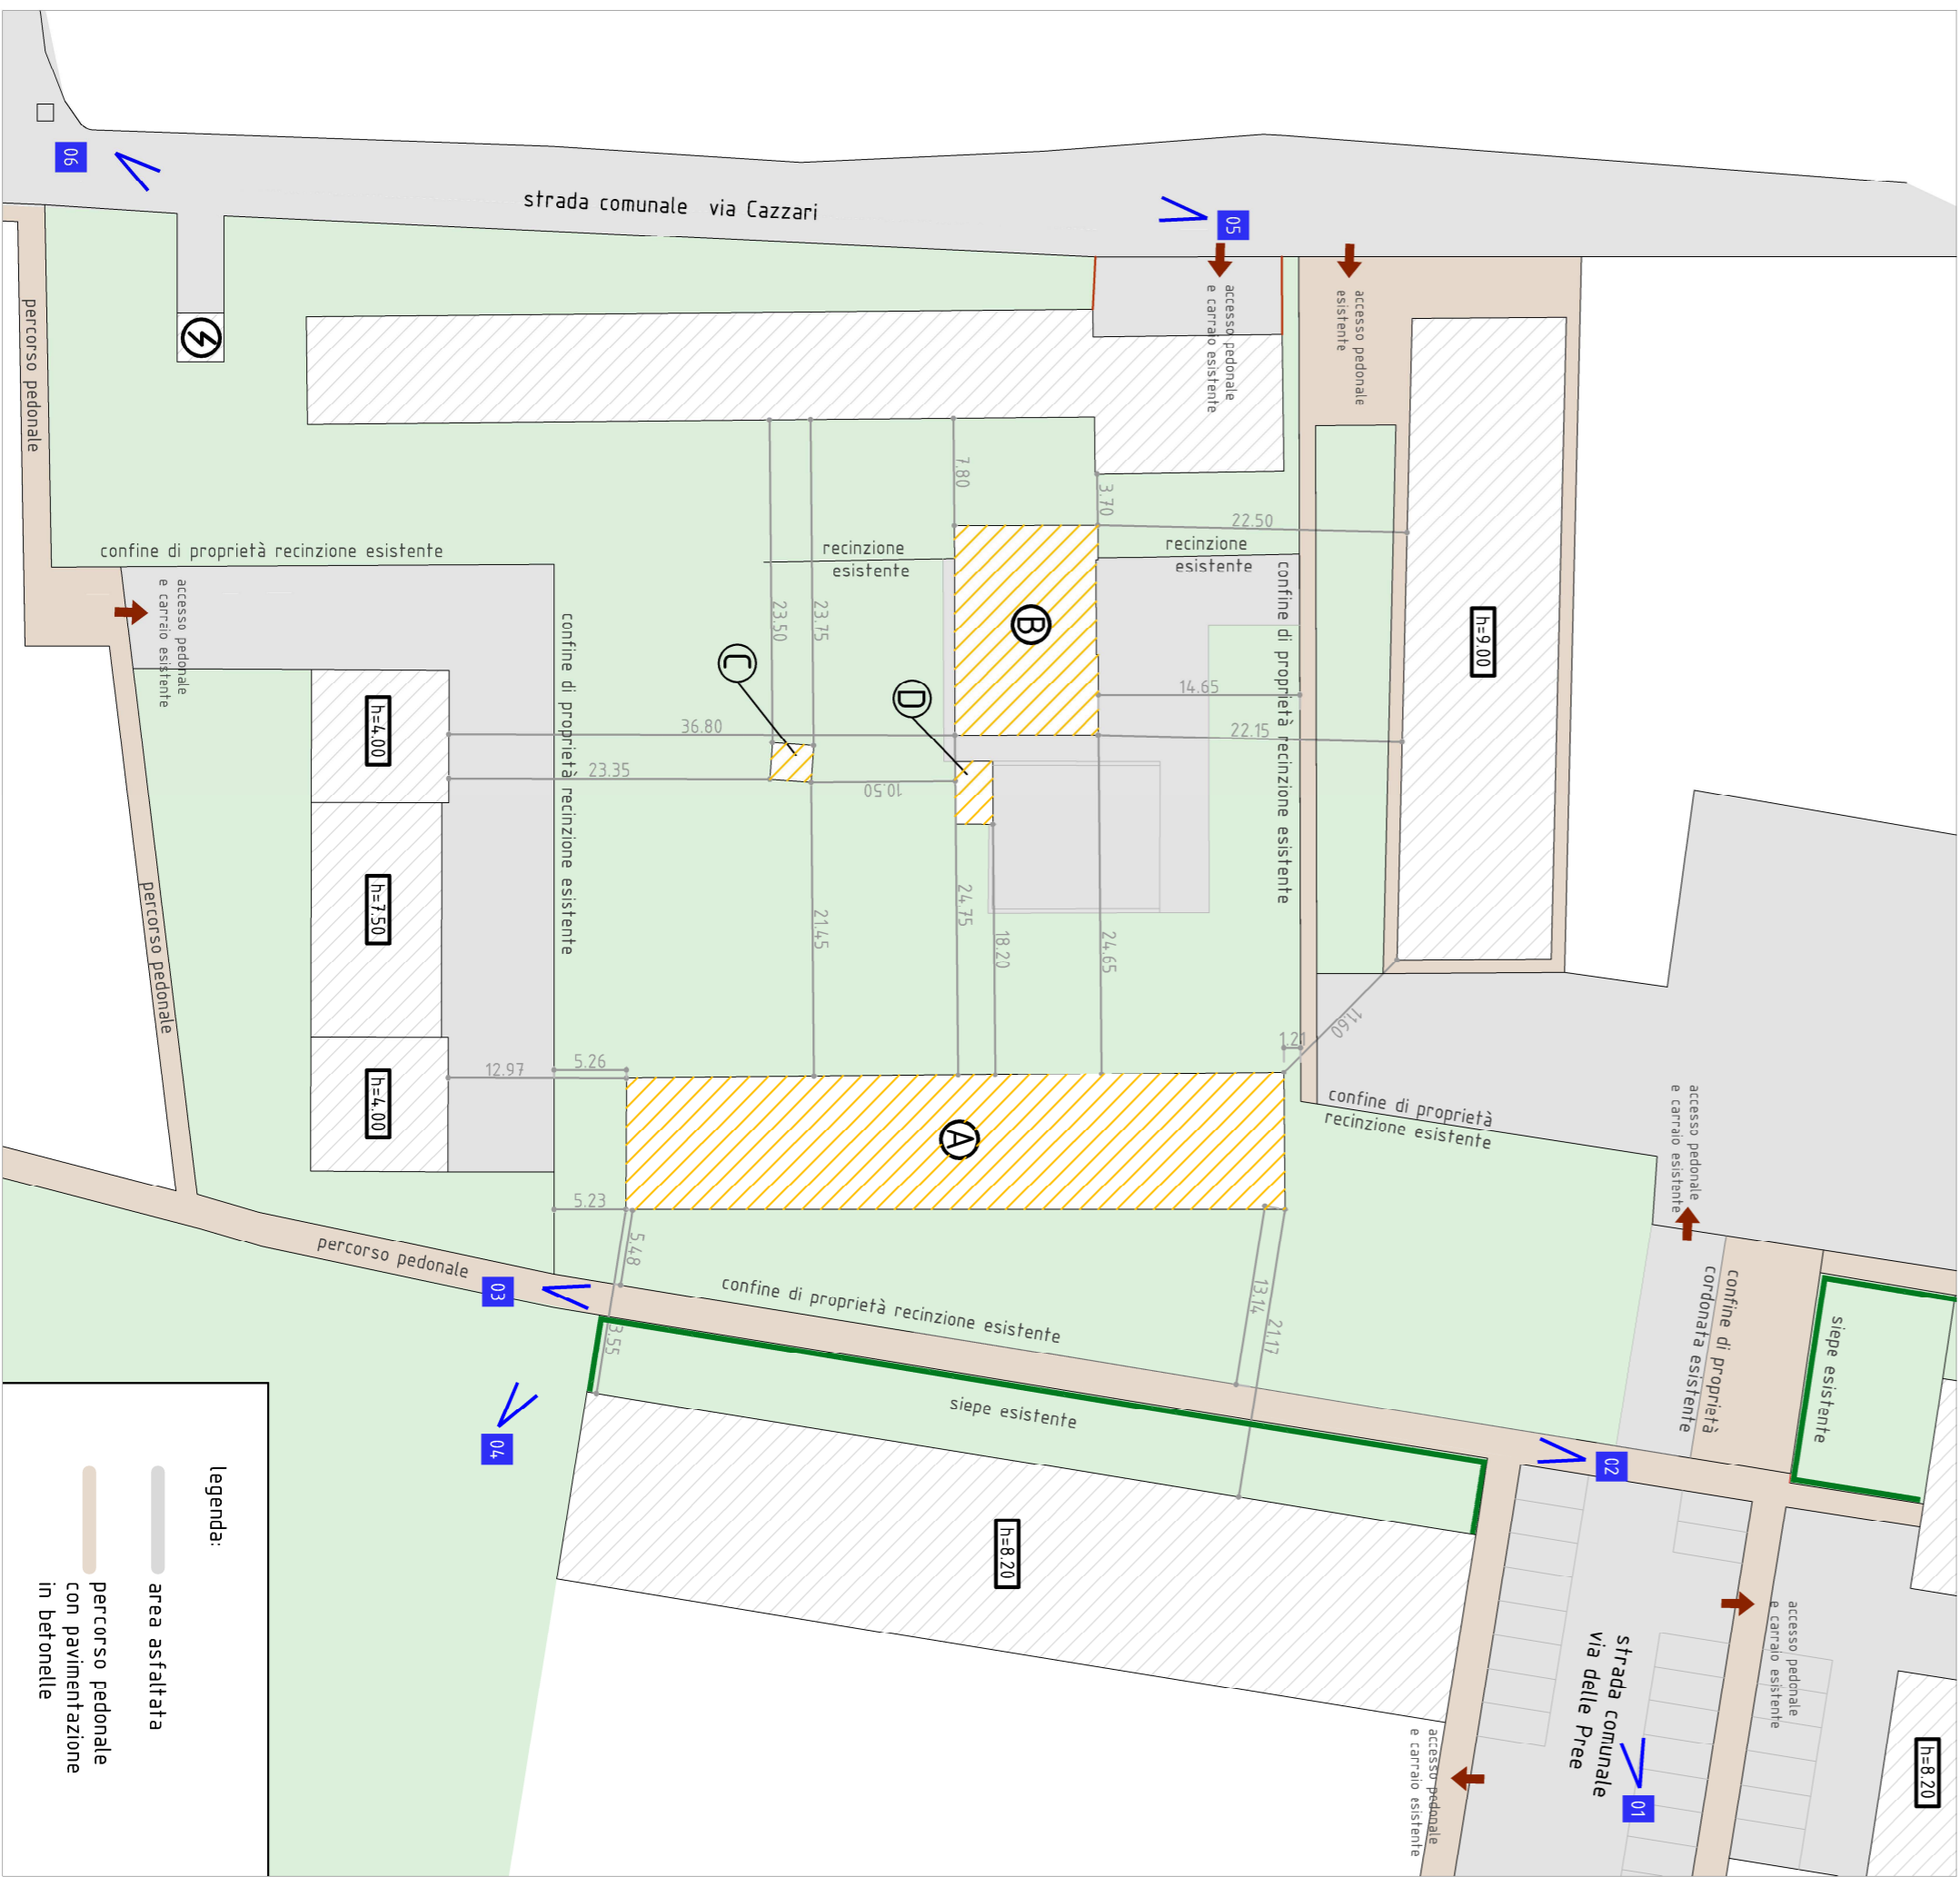 06
strada comunale via Cazzari
05
accesso pedonale
e carraio esistente
accesso pedonale
esistente
percorso pedonale
7.80
3.70
22.50
h=9.00
confine di proprietà recinzione esistente
recinzione
esistente
recinzione
esistente
accesso pedonale
e carraio esistente
confine di proprietà recinzione esistente
23.50
23.75
B
confine di proprietà recinzione esistente
C
D
14.65
h=4.00
36.80
22.15
23.35
10.50
h=7.50
percorso pedonale
21.45
24.75
18.20
24.65
11.60
1.21
h=4.00
12.97
5.26
A
confine di proprietà
recinzione esistente
accesso pedonale
e carraio esistente
5.23
5.48
percorso pedonale
03
confine di proprietà recinzione esistente
13.14
21.17
3.55
confine di proprietà
cordonata esistente
siepe esistente
siepe esistente
04
02
h=8.20
legenda:
area asfaltata
percorso pedonale
con pavimentazione
in betonelle
strada comunale
via delle Pree
accesso pedonale
e carraio esistente
accesso pedonale
e carraio esistente
01
h=8.20